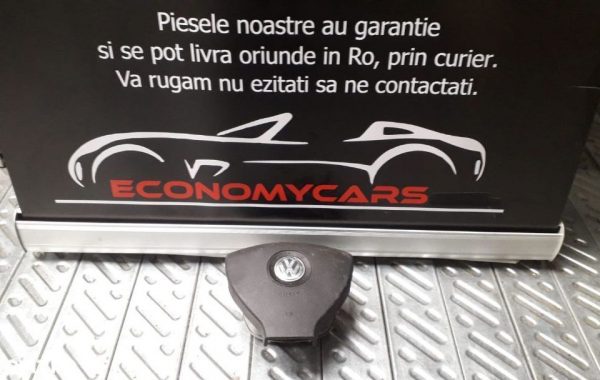 Piesele noastre au garantie
si se pot livra oriunde in Ro, prin curier.
Va rugam nu ezitati sa ne contactati.
ECONOMYCARS